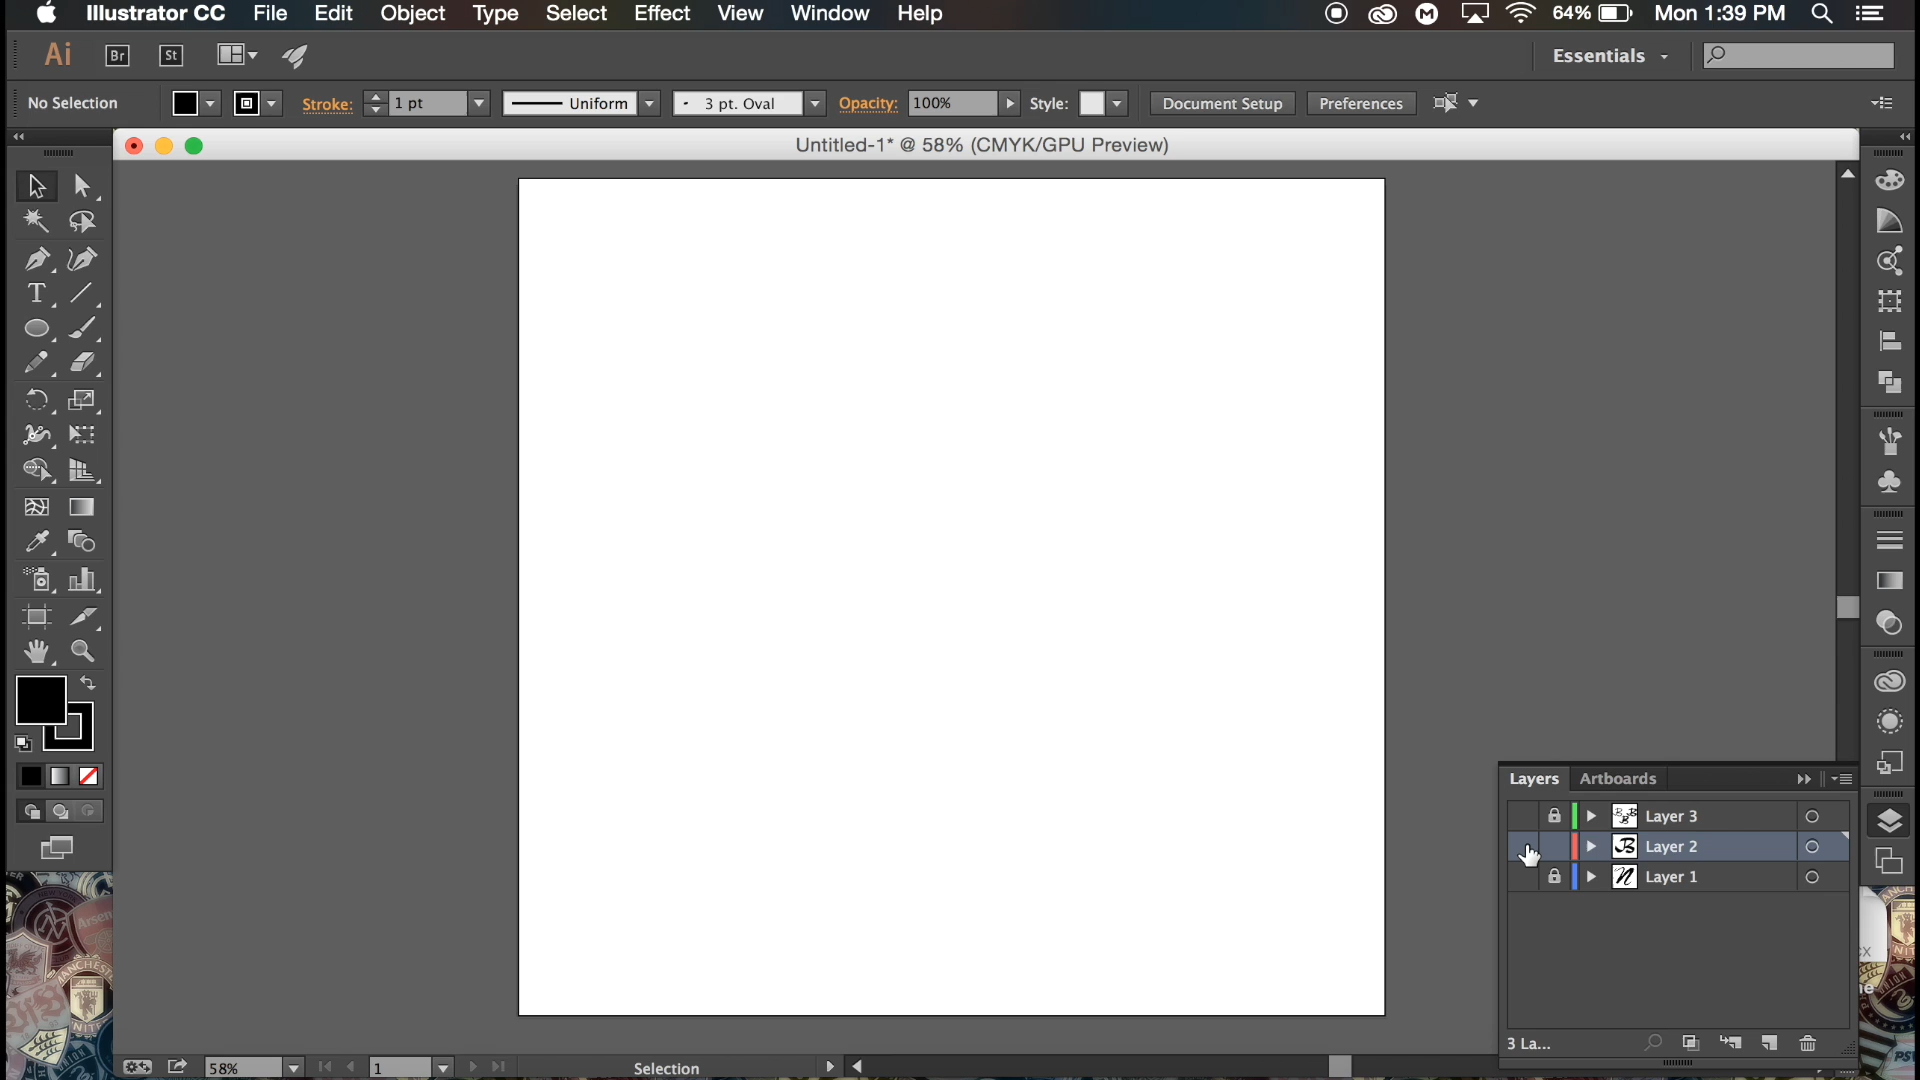 Illustrator CC File Edit Object Type Select Effect View Window Help 64% Mon 1:39 PM
Ai Br St Essentials
No Selection Stroke: 1 pt Uniform 3 pt. Oval Opacity: 100% Style: Document Setup Preferences
Untitled-1* @ 58% (CMYK/GPU Preview)
Layers Artboards
Layer 3
Layer 2
Layer 1
3 La...
58% 1 Selection